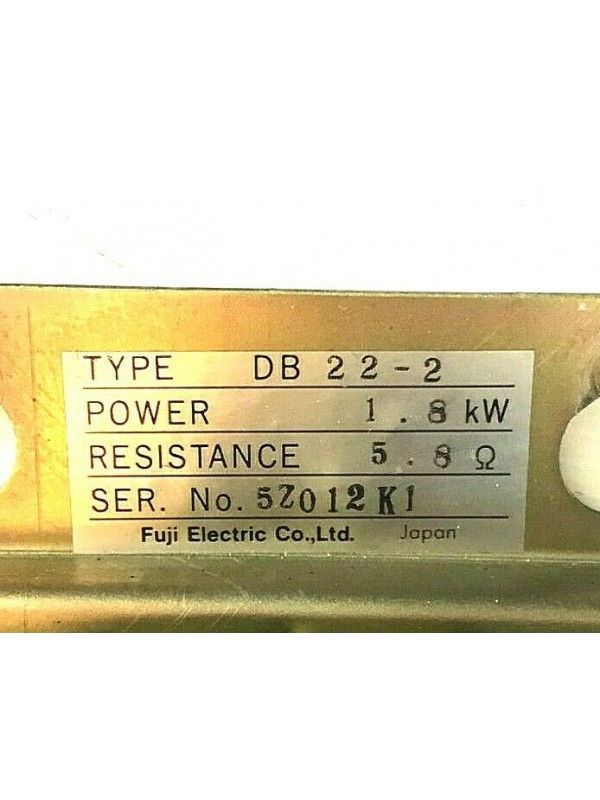 TYPE DB 22-2
POWER 1.8 kW
RESISTANCE 5.8 Ω
SER. No. 5Z012K1
Fuji Electric Co.,Ltd. Japan